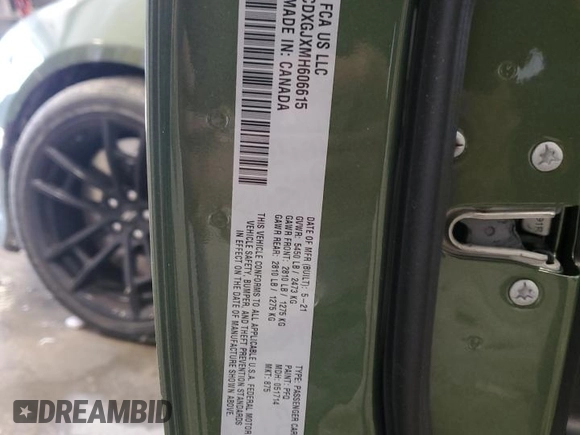 FCA US LLC
CDXGJXMH606615
MADE IN: CANADA
DATE OF MFR (BUILT): 5-21
GVWR: 5450 LB/ 2473 KG
GAWR FRONT: 2810 LB / 1275 KG
GAWR REAR: 2810 LB / 1275 KG
THIS VEHICLE CONFORMS TO ALL APPLICABLE U.S.A. FEDERAL MOTOR
VEHICLE SAFETY, BUMPER, AND THEFT PREVENTION STANDARDS
IN EFFECT ON THE DATE OF MANUFACTURE SHOWN ABOVE.
TYPE: PASSENGER CAR
PAINT: PFQ
MDH: 051714
MKT: B75
DREAMBID